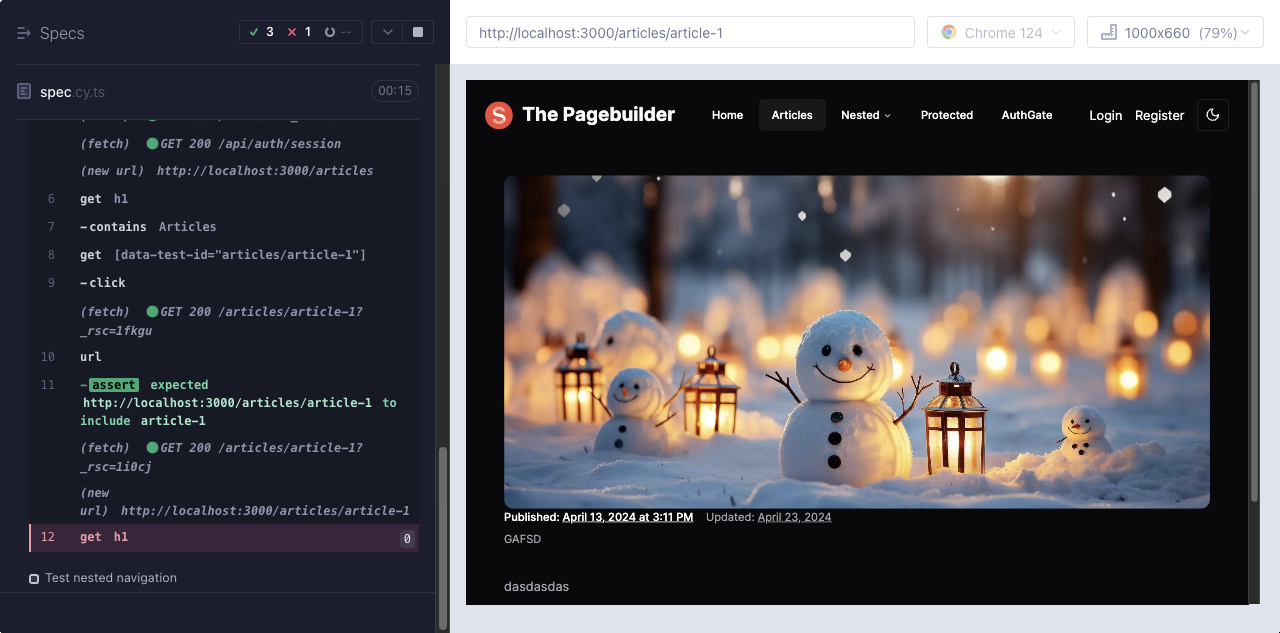 Specs
3
1
--
spec.cy.ts
00:15
(fetch) GET 200 /api/auth/session
(new url) http://localhost:3000/articles
6 get h1
7 -contains Articles
8 get [data-test-id="articles/article-1"]
9 -click
(fetch) GET 200 /articles/article-1?
_rsc=1fkgu
10 url
11 -assert expected
http://localhost:3000/articles/article-1 to
include article-1
(fetch) GET 200 /articles/article-1?
_rsc=1i0cj
(new
url) http://localhost:3000/articles/article-1
12 get h1 0
Test nested navigation
http://localhost:3000/articles/article-1
Chrome 124
1000x660 (79%)
S The Pagebuilder
Home
Articles
Nested
Protected
AuthGate
Login
Register
Published: April 13, 2024 at 3:11 PM Updated: April 23, 2024
GAFSD
dasdasdas